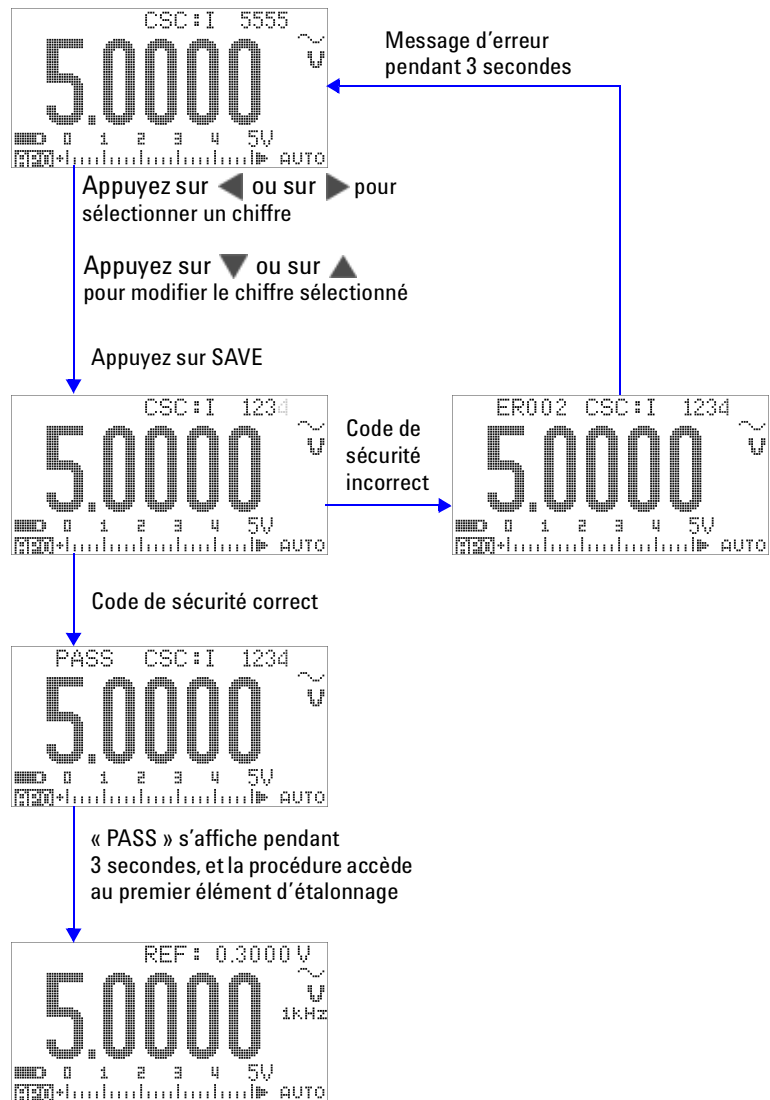 CSC:I 5555
5.0000
V
0 1 2 3 4 5V
APO AUTO
Message d'erreur
pendant 3 secondes
Appuyez sur ◀ ou sur ▶ pour
sélectionner un chiffre
Appuyez sur ▼ ou sur ▲
pour modifier le chiffre sélectionné
Appuyez sur SAVE
CSC:I 1234
5.0000
V
0 1 2 3 4 5V
APO AUTO
Code de
sécurité
incorrect
ER002 CSC:I 1234
5.0000
V
0 1 2 3 4 5V
APO AUTO
Code de sécurité correct
PASS CSC:I 1234
5.0000
V
0 1 2 3 4 5V
APO AUTO
« PASS » s'affiche pendant
3 secondes, et la procédure accède
au premier élément d'étalonnage
REF: 0.3000 V
5.0000
V
1kHz
0 1 2 3 4 5V
APO AUTO